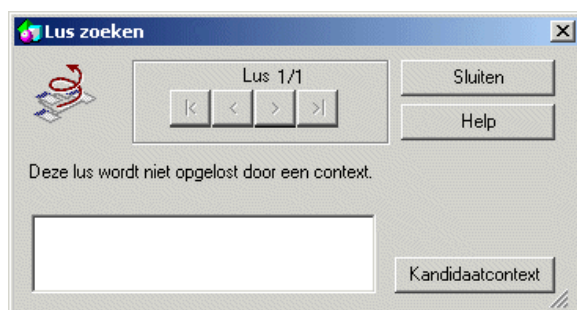 Lus zoeken
Lus 1/1
Sluiten
Help
Deze lus wordt niet opgelost door een context.
Kandidaatcontext